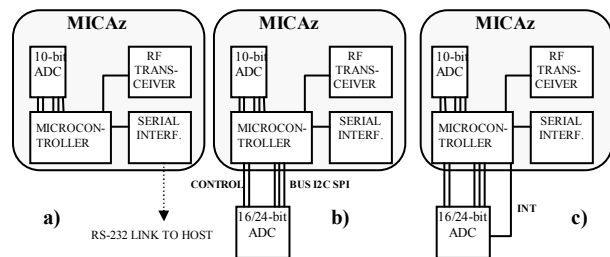 MICAz
10-bit
ADC
RF
TRANS-
CEIVER
MICROCON-
TROLLER
SERIAL
INTERF.
a)
RS-232 LINK TO HOST
MICAz
10-bit
ADC
RF
TRANS-
CEIVER
MICROCON-
TROLLER
SERIAL
INTERF.
CONTROL
BUS I2C SPI
16/24-bit
ADC
b)
MICAz
10-bit
ADC
RF
TRANS-
CEIVER
MICROCON-
TROLLER
SERIAL
INTERF.
INT
16/24-bit
ADC
c)